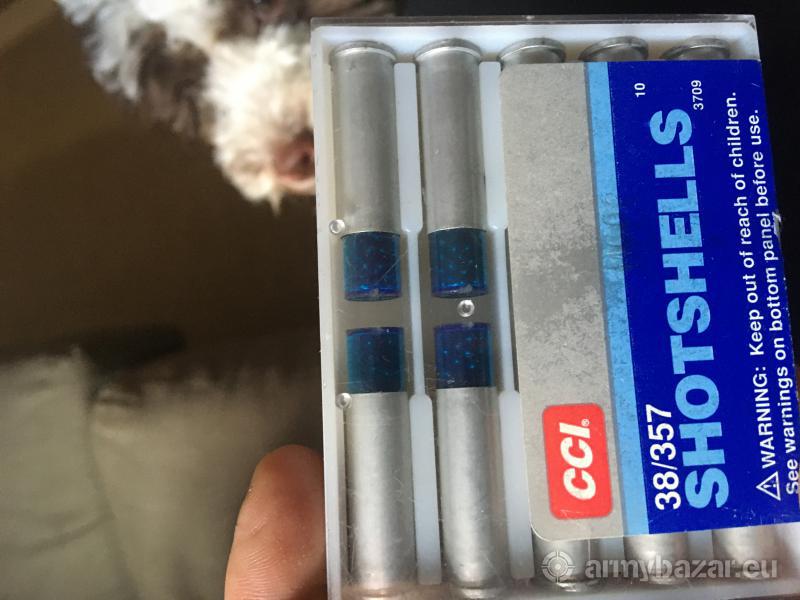 10
3709
38/357
SHOTSHELLS
WARNING: Keep out of reach of children.
See warnings on bottom panel before use.
CCI®
armybazar.eu